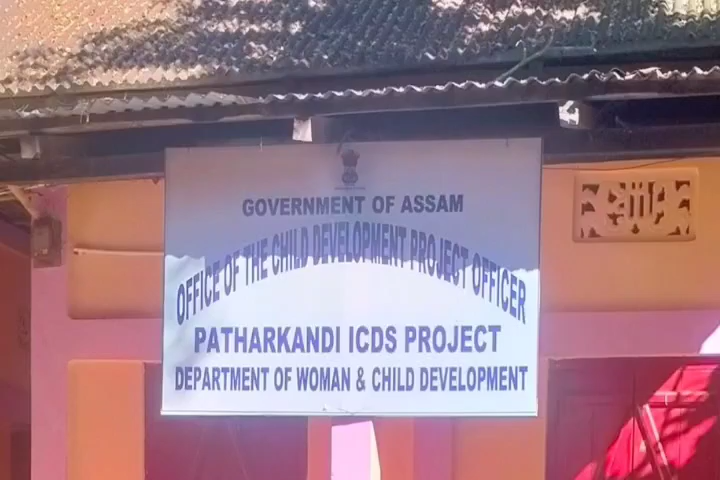 GOVERNMENT OF ASSAM
OFFICE OF THE CHILD DEVELOPMENT PROJECT OFFICER
PATHARKANDI ICDS PROJECT
DEPARTMENT OF WOMAN & CHILD DEVELOPMENT